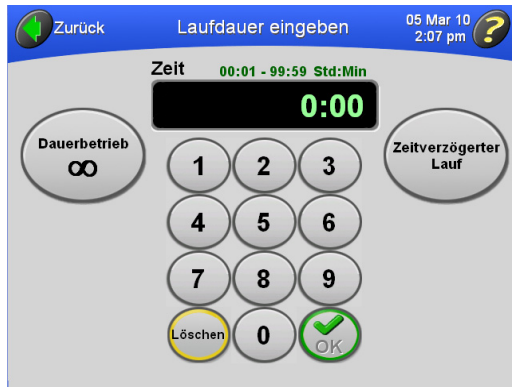 Zurück
Laufdauer eingeben
05 Mar 10
2:07 pm
?
Zeit 00:01 - 99:59 Std:Min
0:00
Dauerbetrieb
∞
Zeitverzögerter
Lauf
1 2 3
4 5 6
7 8 9
Löschen 0 OK